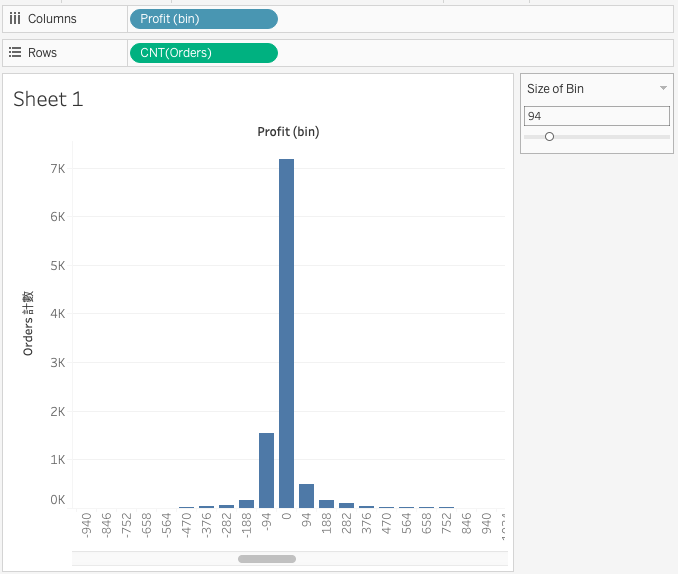 Columns
Profit (bin)
Rows
CNT(Orders)
Sheet 1
Profit (bin)
Orders 計數
7K
6K
5K
4K
3K
2K
1K
0K
-940 -846 -752 -658 -564 -470 -376 -282 -188 -94 0 94 188 282 376 470 564 658 752 846 940
Size of Bin
94